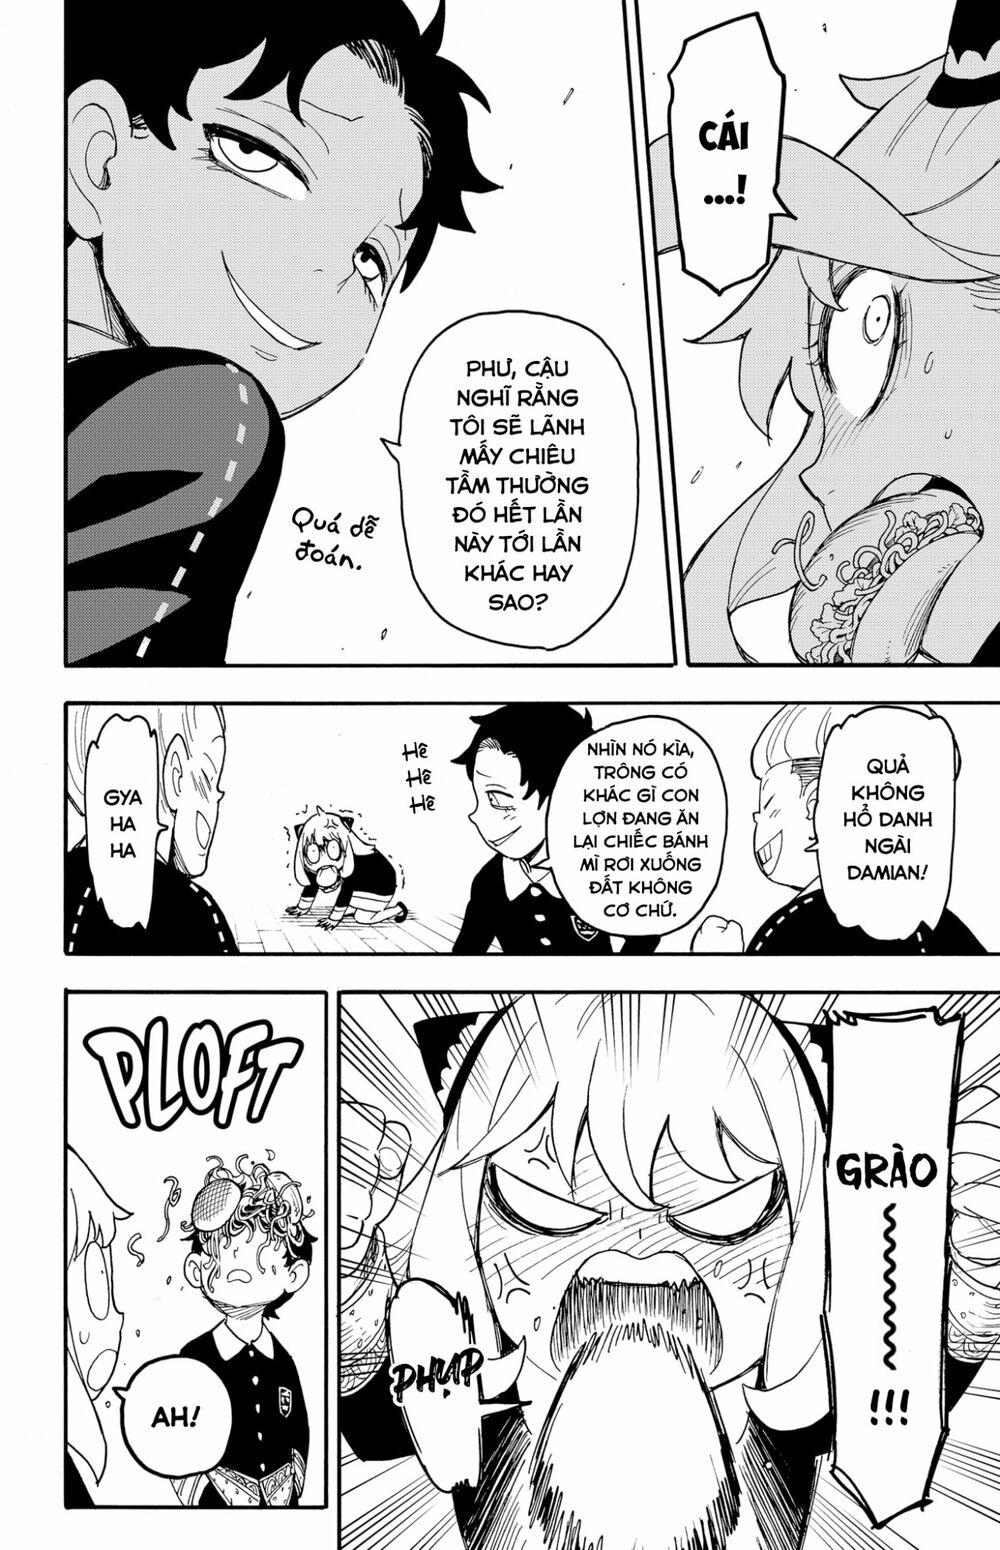 CÁI
...!
PHƯ, CẬU
NGHĨ RẰNG
TÔI SẼ LÃNH
MẤY CHIÊU
TẦM THƯỜNG
ĐÓ HẾT LẦN
NÀY TỚI LẦN
KHÁC HAY
SAO?
Quá dễ
đoán.
QUẢ
KHÔNG
HỔ DANH
NGÀI
DAMIAN!
NHÌN NÓ KÌA,
TRÔNG CÓ
KHÁC GÌ CON
LỢN ĐANG ĂN
LẠI CHIẾC BÁNH
MÌ RƠI XUỐNG
ĐẤT KHÔNG
CƠ CHỨ.
Hê
Hê
Hê
GYA
HA
HA
GRÀO
!!!
PHỤP
PLOFT
AH!